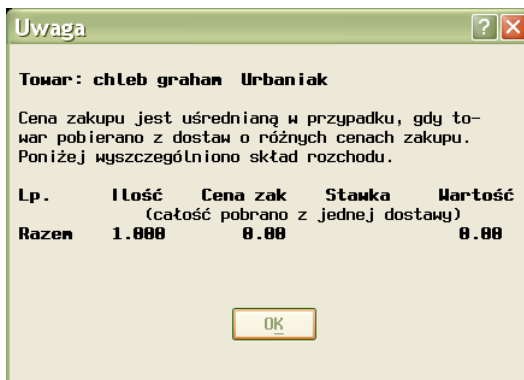 Uwaga
Towar: chleb graham Urbaniak
Cena zakupu jest uśrednianą w przypadku, gdy to-
war pobierano z dostaw o różnych cenach zakupu.
Poniżej wyszczególniono skład rozchodu.
Lp. Ilość Cena zak Stawka Wartość
(całość pobrano z jednej dostawy)
Razem 1.000 0.00 0.00
OK